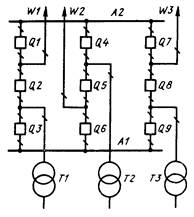 W1 W2 A2 W3
Q1 Q4 Q7
Q2 Q5 Q8
Q3 Q6 Q9
A1
T1 T2 T3